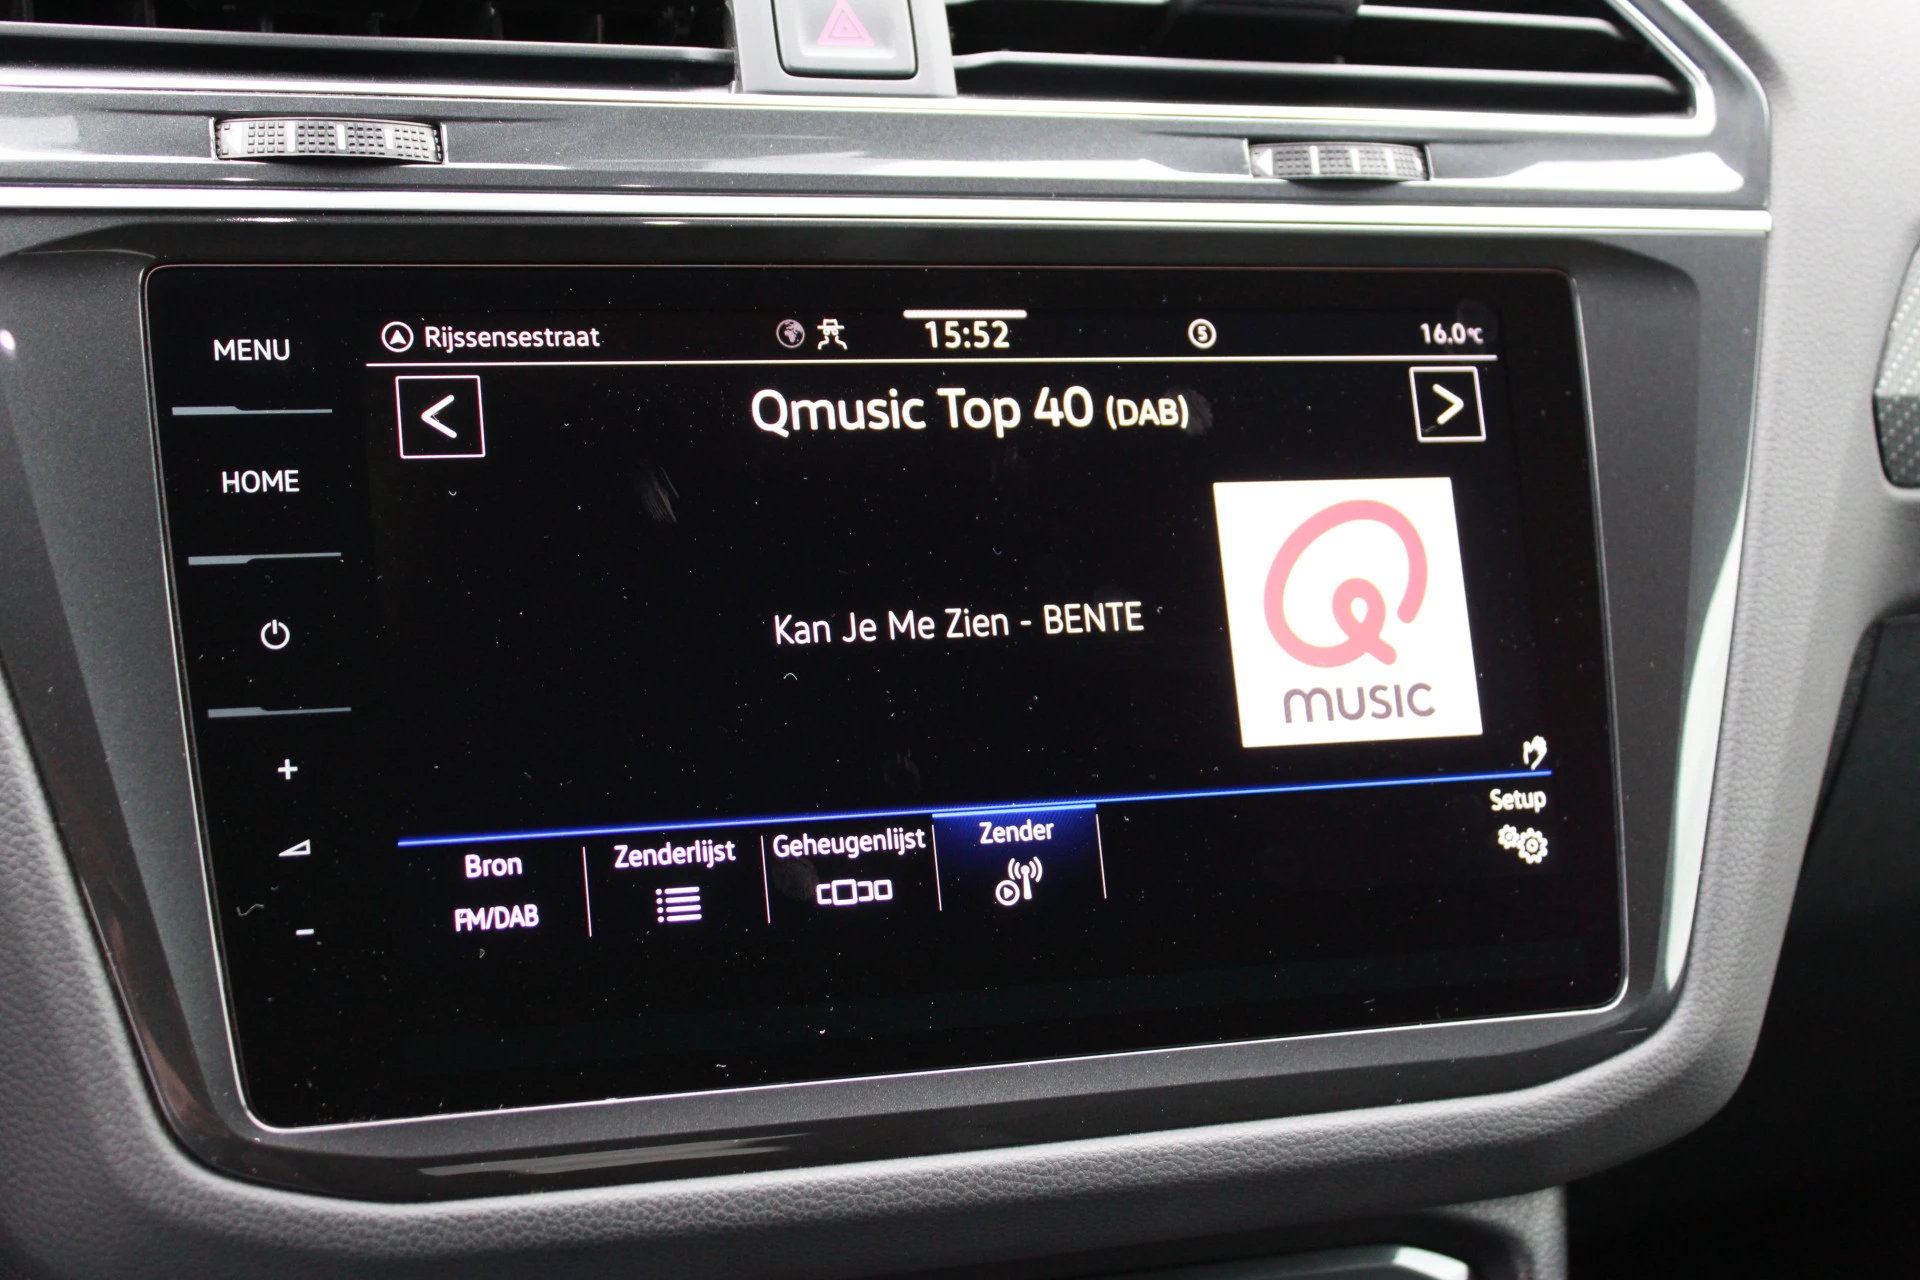 MENU
HOME
Rijssensestraat
15:52
5
16.0°C
Qmusic Top 40 (DAB)
Kan Je Me Zien - BENTE
Q
MUSIC
Setup
Bron
FM/DAB
Zenderlijst
Geheugenlijst
Zender